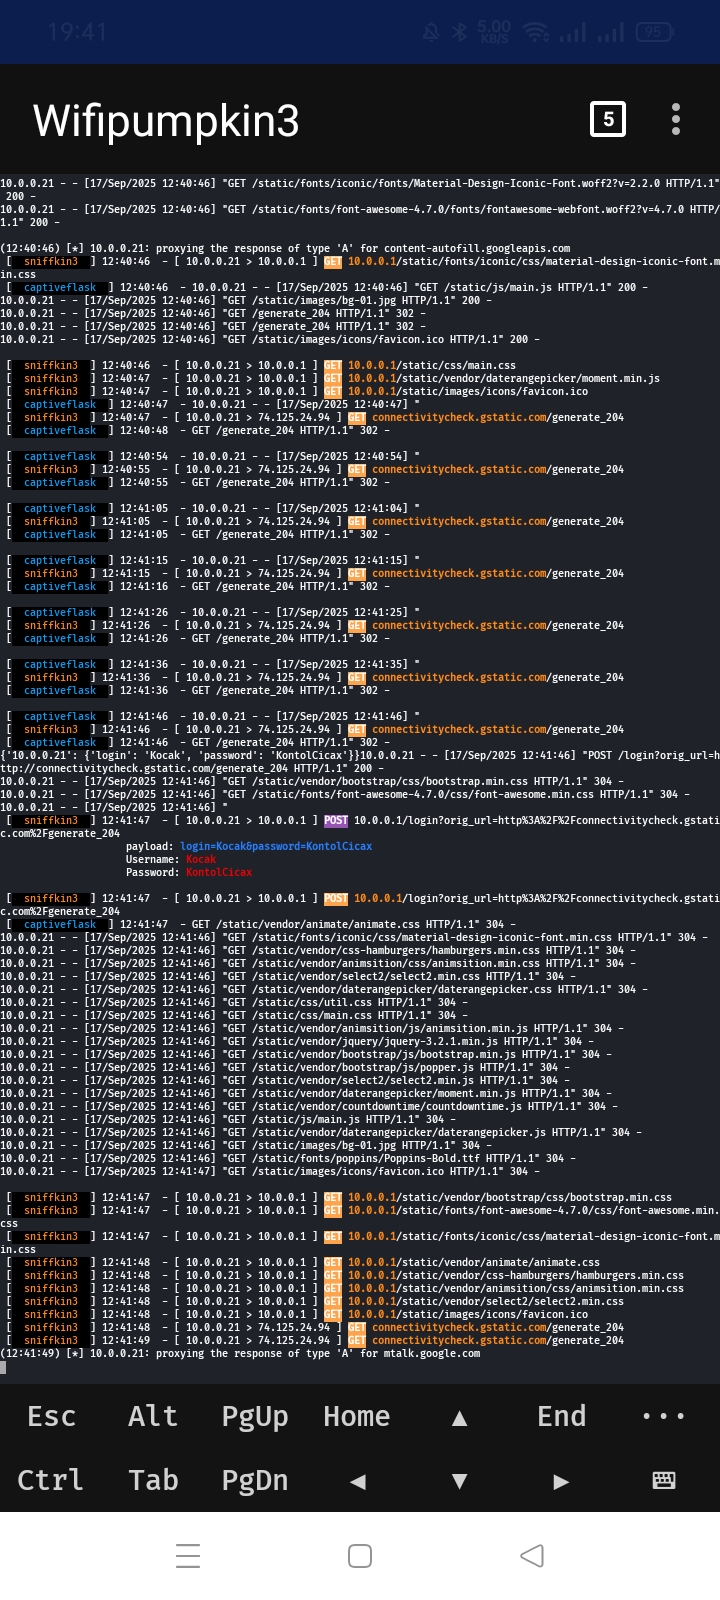 19:41
5.00 KB/S
95
Wifipumpkin3
5
10.0.0.21 - - [17/Sep/2025 12:40:46] "GET /static/fonts/iconic/fonts/Material-Design-Iconic-Font.woff2?v=2.2.0 HTTP/1.1"
200 -
10.0.0.21 - - [17/Sep/2025 12:40:46] "GET /static/fonts/font-awesome-4.7.0/fonts/fontawesome-webfont.woff2?v=4.7.0 HTTP/
1.1" 200 -
(12:40:46) [*] 10.0.0.21: proxying the response of type 'A' for content-autofill.googleapis.com
[ sniffkin3 ] 12:40:46 - [ 10.0.0.21 > 10.0.0.1 ] GET 10.0.0.1/static/fonts/iconic/css/material-design-iconic-font.m
in.css
[ captiveflask ] 12:40:46 - 10.0.0.21 - - [17/Sep/2025 12:40:46] "GET /static/js/main.js HTTP/1.1" 200 -
10.0.0.21 - - [17/Sep/2025 12:40:46] "GET /static/images/bg-01.jpg HTTP/1.1" 200 -
10.0.0.21 - - [17/Sep/2025 12:40:46] "GET /generate_204 HTTP/1.1" 302 -
10.0.0.21 - - [17/Sep/2025 12:40:46] "GET /generate_204 HTTP/1.1" 302 -
10.0.0.21 - - [17/Sep/2025 12:40:46] "GET /static/images/icons/favicon.ico HTTP/1.1" 200 -
[ sniffkin3 ] 12:40:46 - [ 10.0.0.21 > 10.0.0.1 ] GET 10.0.0.1/static/css/main.css
[ sniffkin3 ] 12:40:47 - [ 10.0.0.21 > 10.0.0.1 ] GET 10.0.0.1/static/vendor/daterangepicker/moment.min.js
[ sniffkin3 ] 12:40:47 - [ 10.0.0.21 > 10.0.0.1 ] GET 10.0.0.1/static/images/icons/favicon.ico
[ captiveflask ] 12:40:47 - 10.0.0.21 - - [17/Sep/2025 12:40:47] "
[ sniffkin3 ] 12:40:47 - [ 10.0.0.21 > 74.125.24.94 ] GET connectivitycheck.gstatic.com/generate_204
[ captiveflask ] 12:40:48 - GET /generate_204 HTTP/1.1" 302 -
[ captiveflask ] 12:40:54 - 10.0.0.21 - - [17/Sep/2025 12:40:54] "
[ sniffkin3 ] 12:40:55 - [ 10.0.0.21 > 74.125.24.94 ] GET connectivitycheck.gstatic.com/generate_204
[ captiveflask ] 12:40:55 - GET /generate_204 HTTP/1.1" 302 -
[ captiveflask ] 12:41:05 - 10.0.0.21 - - [17/Sep/2025 12:41:04] "
[ sniffkin3 ] 12:41:05 - [ 10.0.0.21 > 74.125.24.94 ] GET connectivitycheck.gstatic.com/generate_204
[ captiveflask ] 12:41:05 - GET /generate_204 HTTP/1.1" 302 -
[ captiveflask ] 12:41:15 - 10.0.0.21 - - [17/Sep/2025 12:41:15] "
[ sniffkin3 ] 12:41:15 - [ 10.0.0.21 > 74.125.24.94 ] GET connectivitycheck.gstatic.com/generate_204
[ captiveflask ] 12:41:16 - GET /generate_204 HTTP/1.1" 302 -
[ captiveflask ] 12:41:26 - 10.0.0.21 - - [17/Sep/2025 12:41:25] "
[ sniffkin3 ] 12:41:26 - [ 10.0.0.21 > 74.125.24.94 ] GET connectivitycheck.gstatic.com/generate_204
[ captiveflask ] 12:41:26 - GET /generate_204 HTTP/1.1" 302 -
[ captiveflask ] 12:41:36 - 10.0.0.21 - - [17/Sep/2025 12:41:35] "
[ sniffkin3 ] 12:41:36 - [ 10.0.0.21 > 74.125.24.94 ] GET connectivitycheck.gstatic.com/generate_204
[ captiveflask ] 12:41:36 - GET /generate_204 HTTP/1.1" 302 -
[ captiveflask ] 12:41:46 - 10.0.0.21 - - [17/Sep/2025 12:41:46] "
[ sniffkin3 ] 12:41:46 - [ 10.0.0.21 > 74.125.24.94 ] GET connectivitycheck.gstatic.com/generate_204
[ captiveflask ] 12:41:46 - GET /generate_204 HTTP/1.1" 302 -
{'10.0.0.21': {'login': 'Kocak', 'password': 'KontolCicax'}}10.0.0.21 - - [17/Sep/2025 12:41:46] "POST /login?orig_url=h
ttp://connectivitycheck.gstatic.com/generate_204 HTTP/1.1" 200 -
10.0.0.21 - - [17/Sep/2025 12:41:46] "GET /static/vendor/bootstrap/css/bootstrap.min.css HTTP/1.1" 304 -
10.0.0.21 - - [17/Sep/2025 12:41:46] "GET /static/fonts/font-awesome-4.7.0/css/font-awesome.min.css HTTP/1.1" 304 -
10.0.0.21 - - [17/Sep/2025 12:41:46] "
[ sniffkin3 ] 12:41:47 - [ 10.0.0.21 > 10.0.0.1 ] POST 10.0.0.1/login?orig_url=http%3A%2F%2Fconnectivitycheck.gstati
c.com%2Fgenerate_204
payload: login=Kocak&password=KontolCicax
Username: Kocak
Password: KontolCicax
[ sniffkin3 ] 12:41:47 - [ 10.0.0.21 > 10.0.0.1 ] POST 10.0.0.1/login?orig_url=http%3A%2F%2Fconnectivitycheck.gstati
c.com%2Fgenerate_204
[ captiveflask ] 12:41:47 - GET /static/vendor/animate/animate.css HTTP/1.1" 304 -
10.0.0.21 - - [17/Sep/2025 12:41:46] "GET /static/fonts/iconic/css/material-design-iconic-font.min.css HTTP/1.1" 304 -
10.0.0.21 - - [17/Sep/2025 12:41:46] "GET /static/vendor/css-hamburgers/hamburgers.min.css HTTP/1.1" 304 -
10.0.0.21 - - [17/Sep/2025 12:41:46] "GET /static/vendor/animsition/css/animsition.min.css HTTP/1.1" 304 -
10.0.0.21 - - [17/Sep/2025 12:41:46] "GET /static/vendor/select2/select2.min.css HTTP/1.1" 304 -
10.0.0.21 - - [17/Sep/2025 12:41:46] "GET /static/vendor/daterangepicker/daterangepicker.css HTTP/1.1" 304 -
10.0.0.21 - - [17/Sep/2025 12:41:46] "GET /static/css/util.css HTTP/1.1" 304 -
10.0.0.21 - - [17/Sep/2025 12:41:46] "GET /static/css/main.css HTTP/1.1" 304 -
10.0.0.21 - - [17/Sep/2025 12:41:46] "GET /static/vendor/animsition/js/animsition.min.js HTTP/1.1" 304 -
10.0.0.21 - - [17/Sep/2025 12:41:46] "GET /static/vendor/jquery/jquery-3.2.1.min.js HTTP/1.1" 304 -
10.0.0.21 - - [17/Sep/2025 12:41:46] "GET /static/vendor/bootstrap/js/bootstrap.min.js HTTP/1.1" 304 -
10.0.0.21 - - [17/Sep/2025 12:41:46] "GET /static/vendor/bootstrap/js/popper.js HTTP/1.1" 304 -
10.0.0.21 - - [17/Sep/2025 12:41:46] "GET /static/vendor/select2/select2.min.js HTTP/1.1" 304 -
10.0.0.21 - - [17/Sep/2025 12:41:46] "GET /static/vendor/daterangepicker/moment.min.js HTTP/1.1" 304 -
10.0.0.21 - - [17/Sep/2025 12:41:46] "GET /static/vendor/countdowntime/countdowntime.js HTTP/1.1" 304 -
10.0.0.21 - - [17/Sep/2025 12:41:46] "GET /static/js/main.js HTTP/1.1" 304 -
10.0.0.21 - - [17/Sep/2025 12:41:46] "GET /static/vendor/daterangepicker/daterangepicker.js HTTP/1.1" 304 -
10.0.0.21 - - [17/Sep/2025 12:41:46] "GET /static/images/bg-01.jpg HTTP/1.1" 304 -
10.0.0.21 - - [17/Sep/2025 12:41:46] "GET /static/fonts/poppins/Poppins-Bold.ttf HTTP/1.1" 304 -
10.0.0.21 - - [17/Sep/2025 12:41:47] "GET /static/images/icons/favicon.ico HTTP/1.1" 304 -
[ sniffkin3 ] 12:41:47 - [ 10.0.0.21 > 10.0.0.1 ] GET 10.0.0.1/static/vendor/bootstrap/css/bootstrap.min.css
[ sniffkin3 ] 12:41:47 - [ 10.0.0.21 > 10.0.0.1 ] GET 10.0.0.1/static/fonts/font-awesome-4.7.0/css/font-awesome.min.
css
[ sniffkin3 ] 12:41:47 - [ 10.0.0.21 > 10.0.0.1 ] GET 10.0.0.1/static/fonts/iconic/css/material-design-iconic-font.m
in.css
[ sniffkin3 ] 12:41:48 - [ 10.0.0.21 > 10.0.0.1 ] GET 10.0.0.1/static/vendor/animate/animate.css
[ sniffkin3 ] 12:41:48 - [ 10.0.0.21 > 10.0.0.1 ] GET 10.0.0.1/static/vendor/css-hamburgers/hamburgers.min.css
[ sniffkin3 ] 12:41:48 - [ 10.0.0.21 > 10.0.0.1 ] GET 10.0.0.1/static/vendor/animsition/css/animsition.min.css
[ sniffkin3 ] 12:41:48 - [ 10.0.0.21 > 10.0.0.1 ] GET 10.0.0.1/static/vendor/select2/select2.min.css
[ sniffkin3 ] 12:41:48 - [ 10.0.0.21 > 10.0.0.1 ] GET 10.0.0.1/static/images/icons/favicon.ico
[ sniffkin3 ] 12:41:48 - [ 10.0.0.21 > 74.125.24.94 ] GET connectivitycheck.gstatic.com/generate_204
[ sniffkin3 ] 12:41:49 - [ 10.0.0.21 > 74.125.24.94 ] GET connectivitycheck.gstatic.com/generate_204
(12:41:49) [*] 10.0.0.21: proxying the response of type 'A' for mtalk.google.com
Esc Alt PgUp Home ▲ End ...
Ctrl Tab PgDn ◀ ▼ ▶